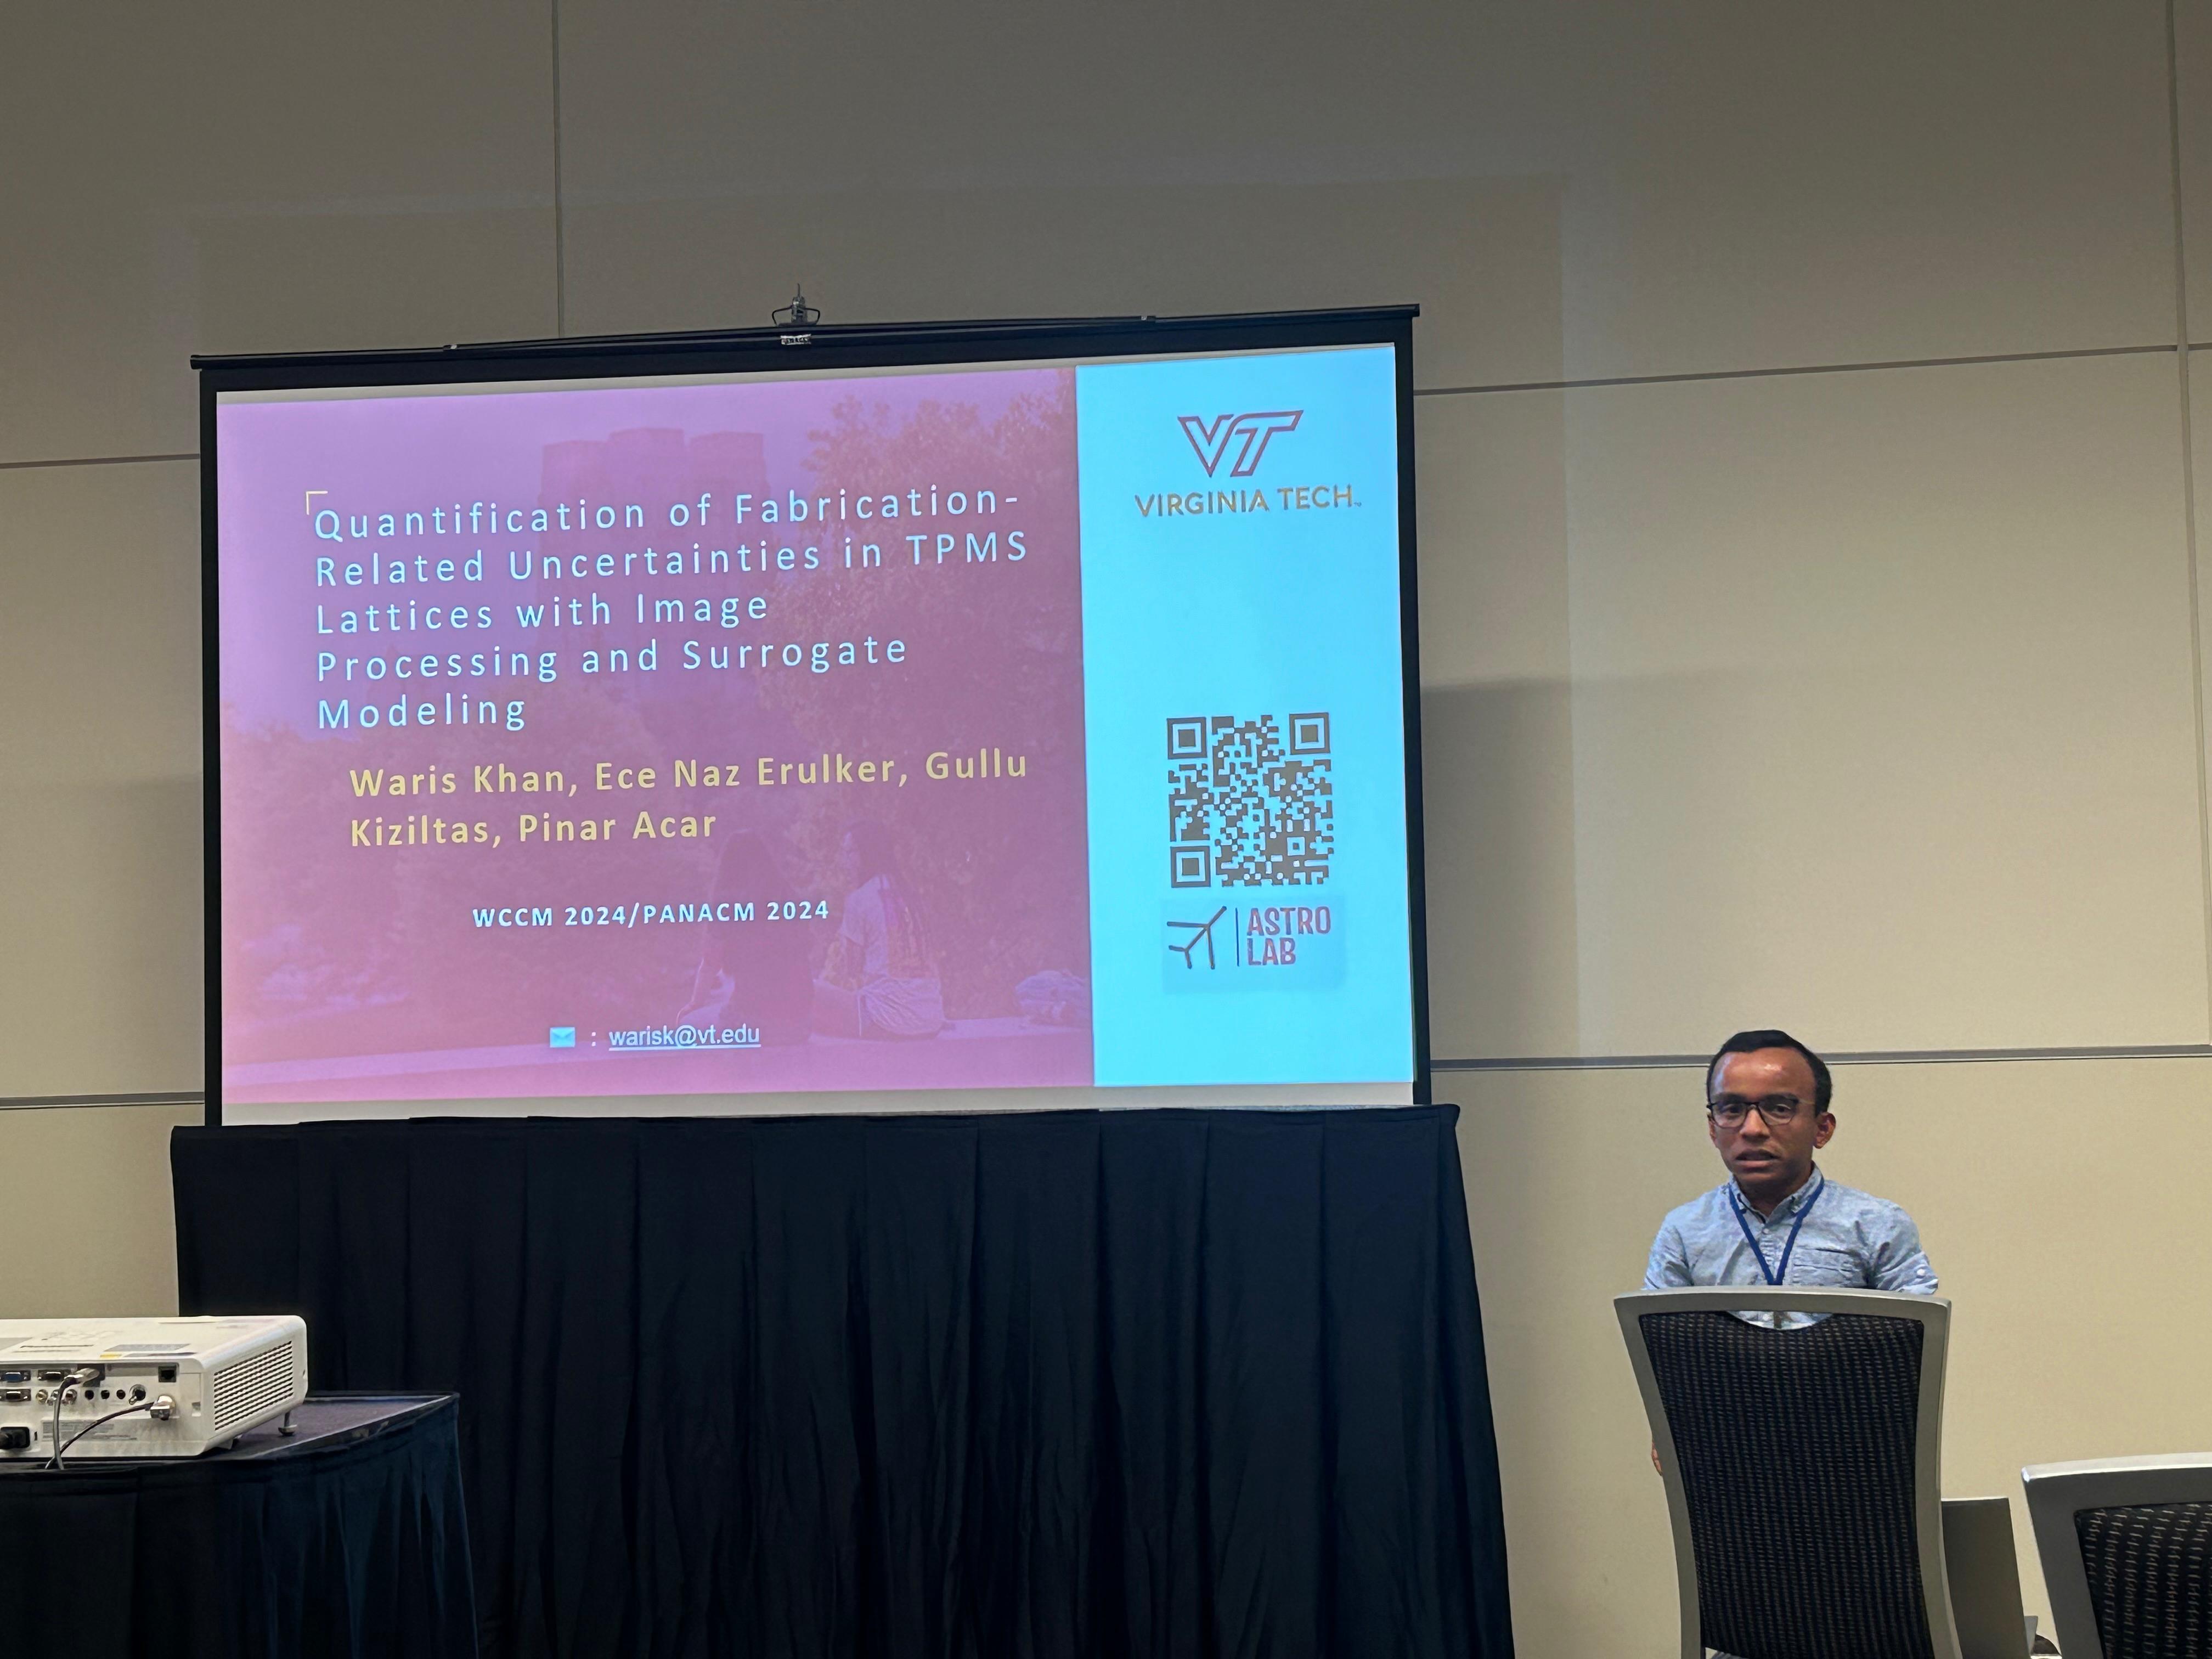 Quantification of Fabrication-
Related Uncertainties in TPMS
Lattices with Image
Processing and Surrogate
Modeling
Waris Khan, Ece Naz Erulker, Gullu
Kiziltas, Pinar Acar
WCCM 2024/PANACM 2024
: warisk@vt.edu
VT
VIRGINIA TECH™
ASTRO
LAB